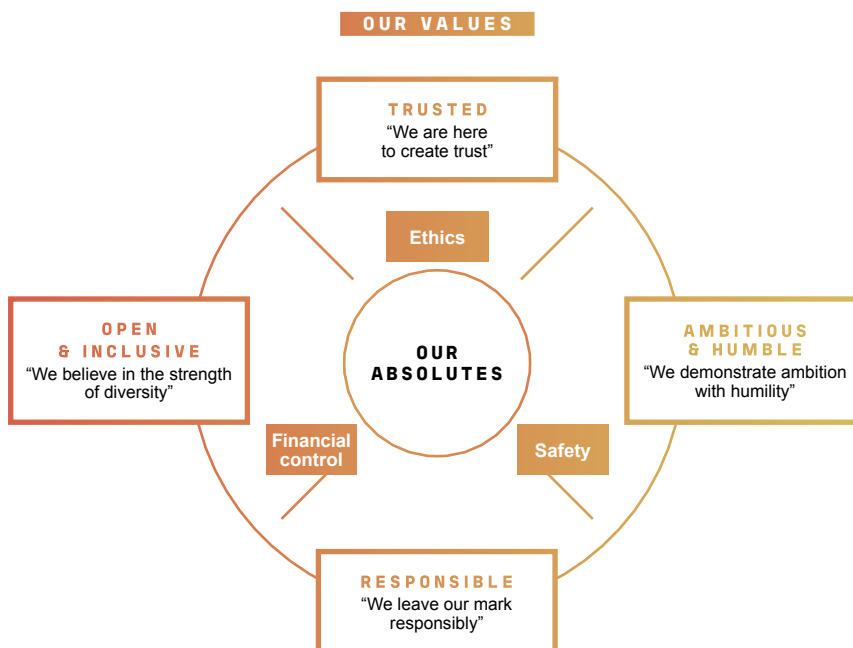 OUR VALUES
TRUSTED
“We are here
to create trust”
Ethics
OPEN
& INCLUSIVE
“We believe in the strength
of diversity”
OUR
ABSOLUTES
AMBITIOUS
& HUMBLE
“We demonstrate ambition
with humility”
Financial
control
Safety
RESPONSIBLE
“We leave our mark
responsibly”